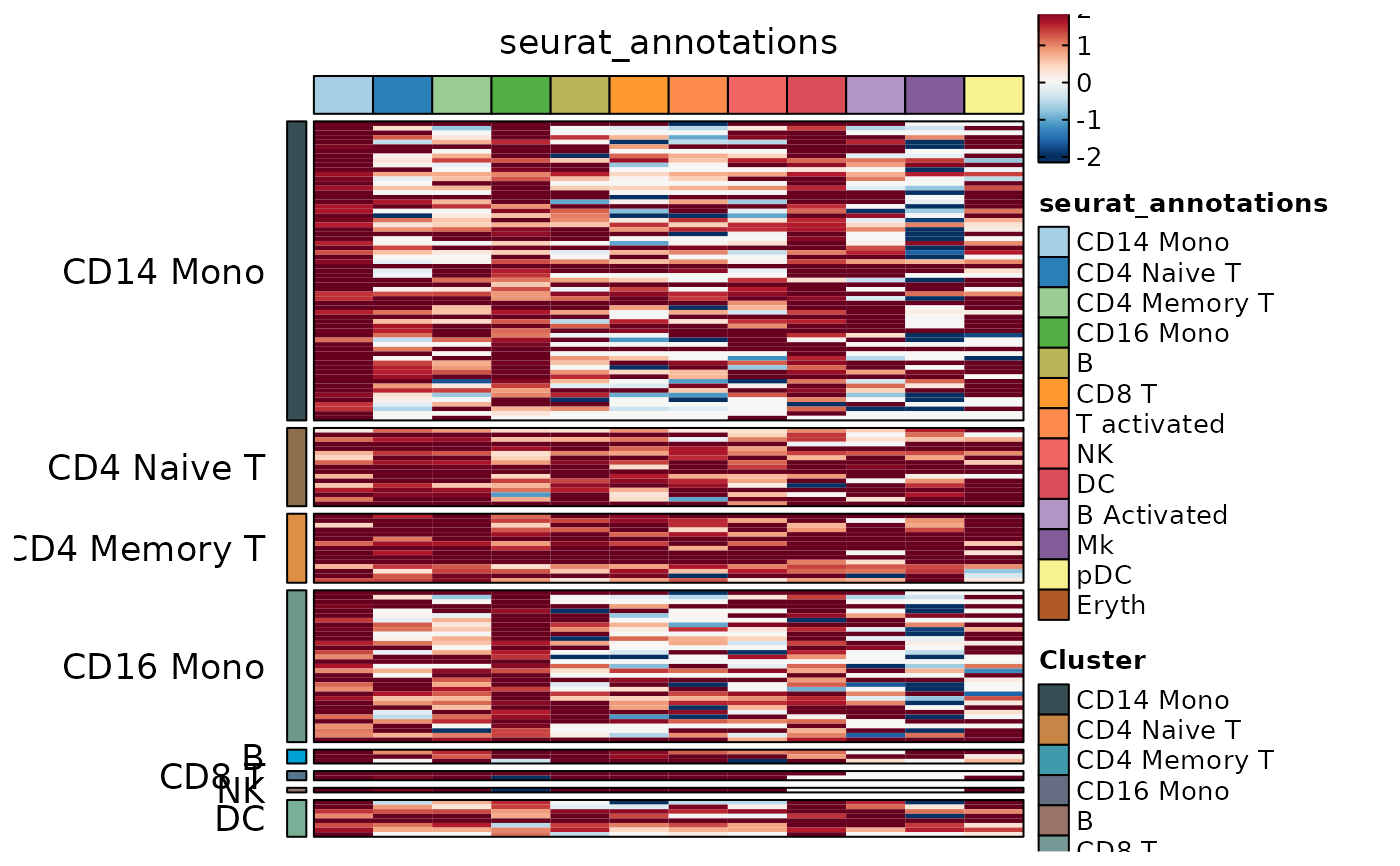 seurat_annotations
2
1
0
-1
-2
CD14 Mono
CD4 Naive T
CD4 Memory T
CD16 Mono
B
CD8 T
NK
DC
seurat_annotations
CD14 Mono
CD4 Naive T
CD4 Memory T
CD16 Mono
B
CD8 T
T activated
NK
DC
B Activated
Mk
pDC
Eryth
Cluster
CD14 Mono
CD4 Naive T
CD4 Memory T
CD16 Mono
B
CD8 T